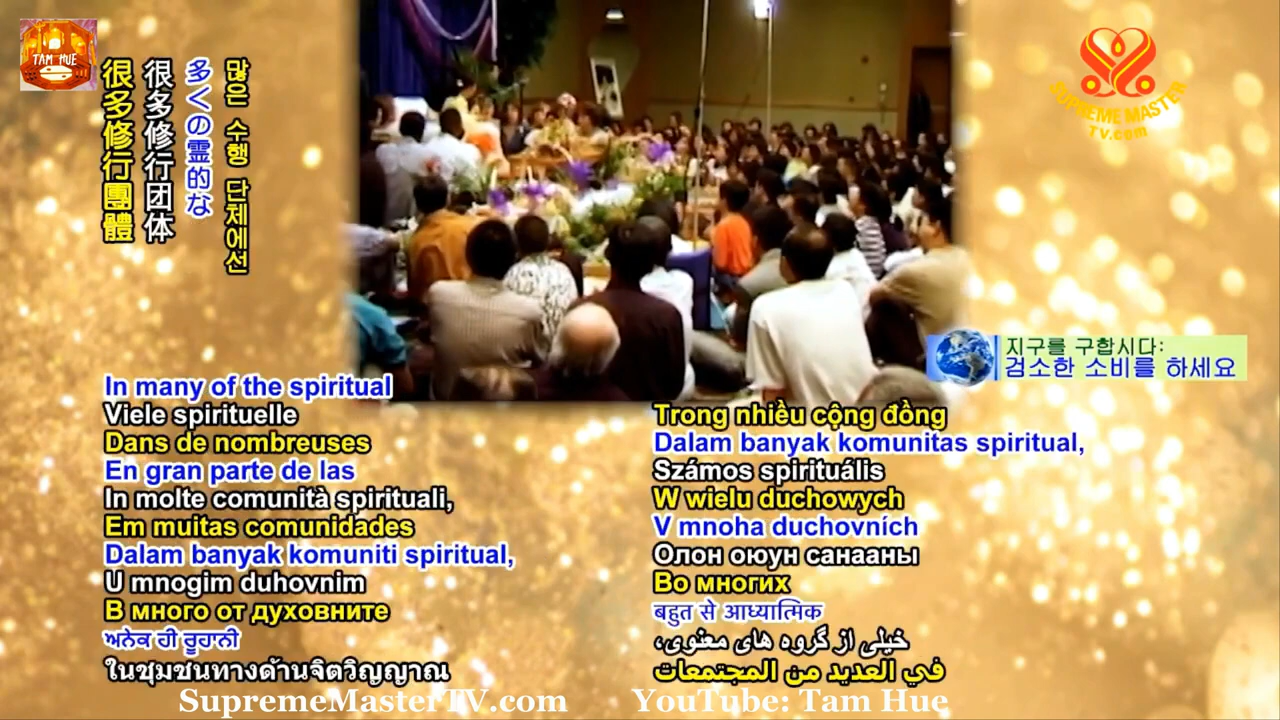 TAM HUE
很多修行團體
很多修行团体
多くの霊的な
많은 수행 단체에선
SUPREME MASTER
TV.com
지구를 구합시다:
검소한 소비를 하세요
In many of the spiritual
Viele spirituelle
Dans de nombreuses
En gran parte de las
In molte comunità spirituali,
Em muitas comunidades
Dalam banyak komuniti spiritual,
U mnogim duhovnim
В много от духовните
ਅਨੇਕ ਹੀ ਰੂਹਾਨੀ
ในชุมชนทางด้านจิตวิญญาณ
Trong nhiều cộng đồng
Dalam banyak komunitas spiritual,
Számos spirituális
W wielu duchowych
V mnoha duchovních
Олон оюун санааны
Во многих
बहुत से आध्यात्मिक
خیلی از گروه های معنوی،
في العديد من المجتمعات
SupremeMasterTV.com
YouTube: Tam Hue